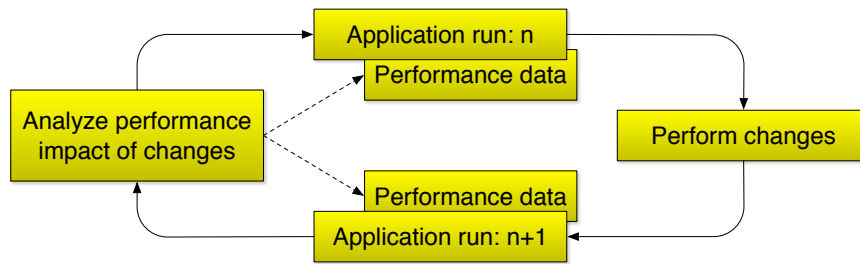 Application run: n
Performance data
Analyze performance
impact of changes
Perform changes
Performance data
Application run: n+1